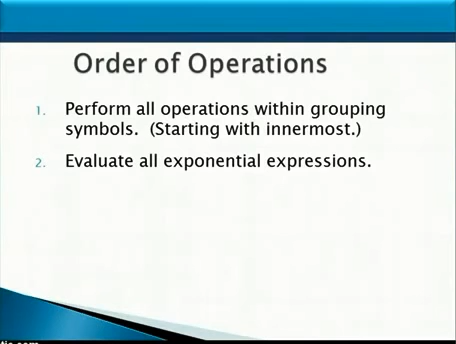 Order of Operations
1. Perform all operations within grouping
symbols. (Starting with innermost.)
2. Evaluate all exponential expressions.